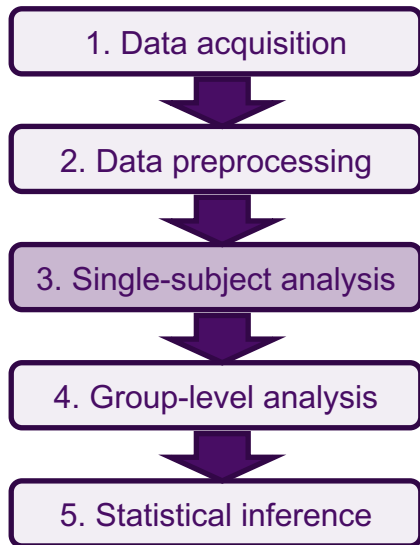 1. Data acquisition
2. Data preprocessing
3. Single-subject analysis
4. Group-level analysis
5. Statistical inference